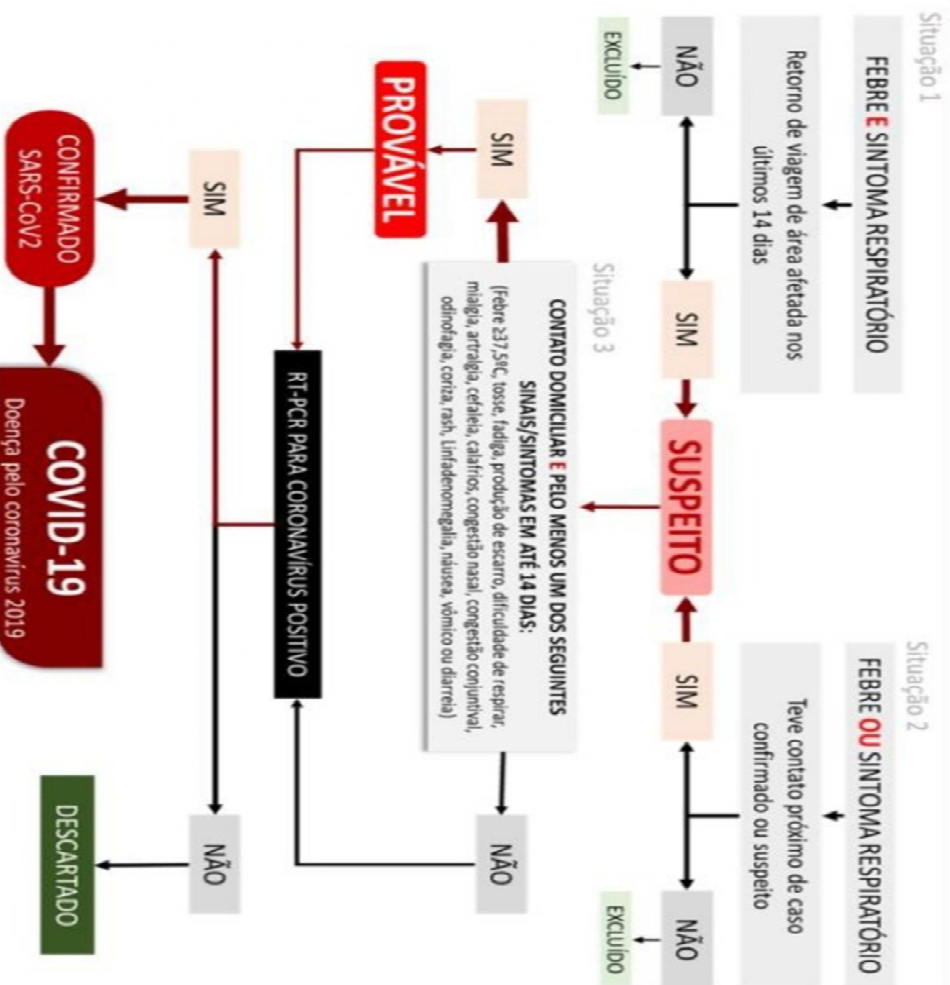 Situação 1
FEBRE E SINTOMA RESPIRATÓRIO
Retorno de viagem de área afetada nos
últimos 14 dias
NÃO
EXCLUÍDO
SIM
SUSPEITO
Situação 2
FEBRE OU SINTOMA RESPIRATÓRIO
Teve contato próximo de caso
confirmado ou suspeito
SIM
NÃO
EXCLUÍDO
Situação 3
CONTATO DOMICILIAR E PELO MENOS UM DOS SEGUINTES
SINAIS/SINTOMAS EM ATÉ 14 DIAS:
(Febre ≥37,5ºC, tosse, fadiga, produção de escarro, dificuldade de respirar,
mialgia, artralgia, cefaleia, calafrios, congestão nasal, congestão conjuntival,
odinofagia, coriza, rash, Linfadenomegalia, náusea, vômico ou diarreia)
SIM
NÃO
PROVÁVEL
RT-PCR PARA CORONAVÍRUS POSITIVO
SIM
NÃO
CONFIRMADO
SARS-CoV2
COVID-19
Doença pelo coronavírus 2019
DESCARTADO